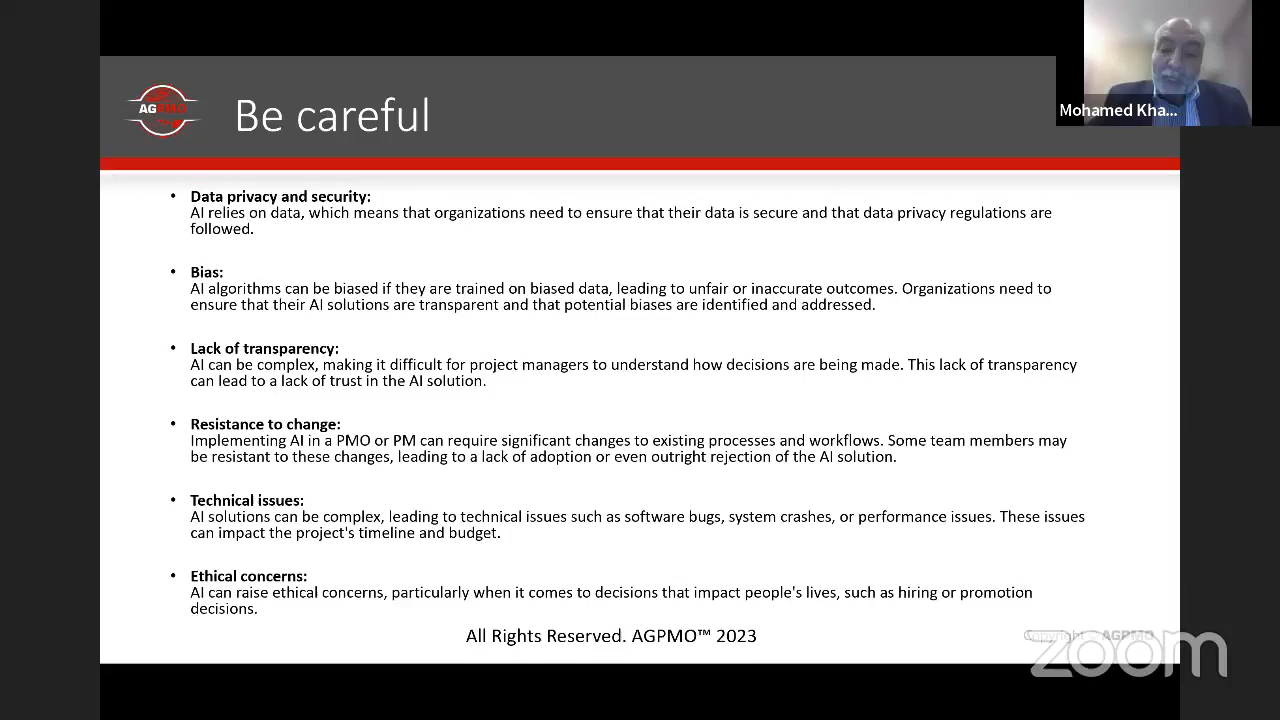 AGPMO
Be careful
Mohamed Kha...
• Data privacy and security:
AI relies on data, which means that organizations need to ensure that their data is secure and that data privacy regulations are
followed.
• Bias:
AI algorithms can be biased if they are trained on biased data, leading to unfair or inaccurate outcomes. Organizations need to
ensure that their AI solutions are transparent and that potential biases are identified and addressed.
• Lack of transparency:
AI can be complex, making it difficult for project managers to understand how decisions are being made. This lack of transparency
can lead to a lack of trust in the AI solution.
• Resistance to change:
Implementing AI in a PMO or PM can require significant changes to existing processes and workflows. Some team members may
be resistant to these changes, leading to a lack of adoption or even outright rejection of the AI solution.
• Technical issues:
AI solutions can be complex, leading to technical issues such as software bugs, system crashes, or performance issues. These issues
can impact the project's timeline and budget.
• Ethical concerns:
AI can raise ethical concerns, particularly when it comes to decisions that impact people's lives, such as hiring or promotion
decisions.
All Rights Reserved. AGPMO™ 2023
Copyright © AGPMO
zoom